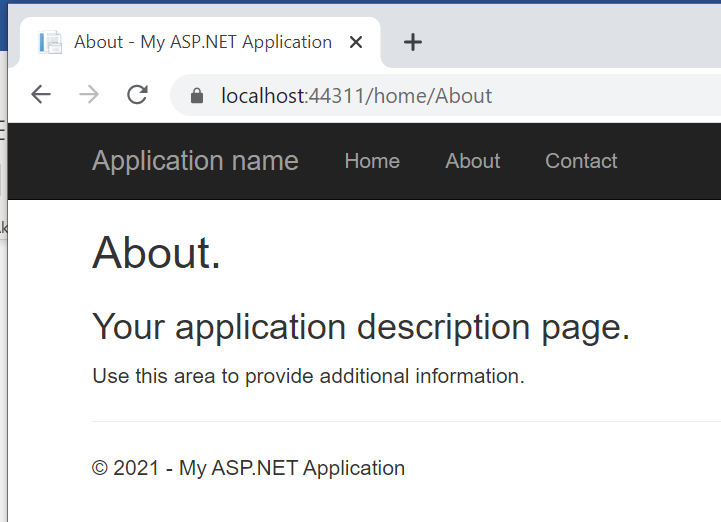 About - My ASP.NET Application
localhost:44311/home/About
Application name Home About Contact
About.
Your application description page.
Use this area to provide additional information.
© 2021 - My ASP.NET Application